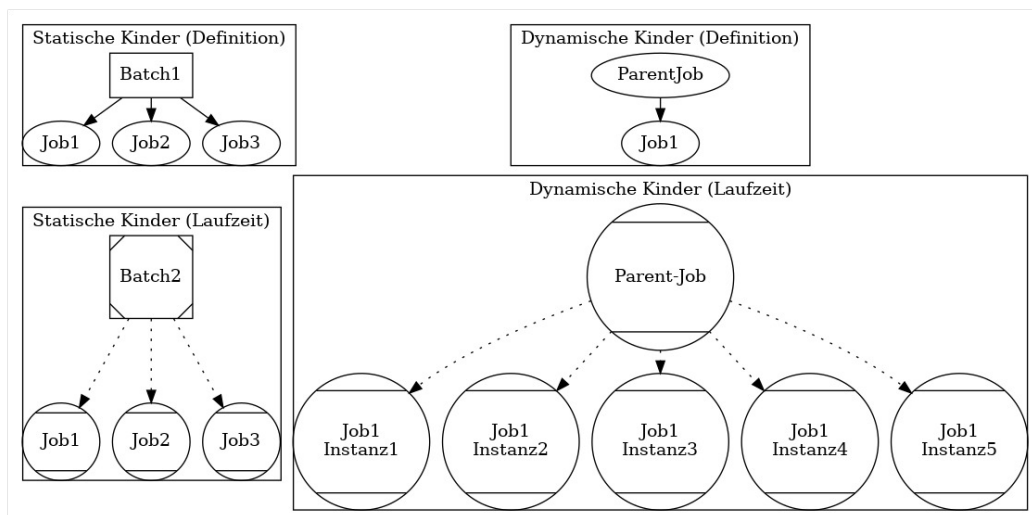 Statische Kinder (Definition)
Batch1
Job1 Job2 Job3
Dynamische Kinder (Definition)
ParentJob
Job1
Statische Kinder (Laufzeit)
Batch2
Job1 Job2 Job3
Dynamische Kinder (Laufzeit)
Parent-Job
Job1 Job1 Job1 Job1 Job1
Instanz1 Instanz2 Instanz3 Instanz4 Instanz5